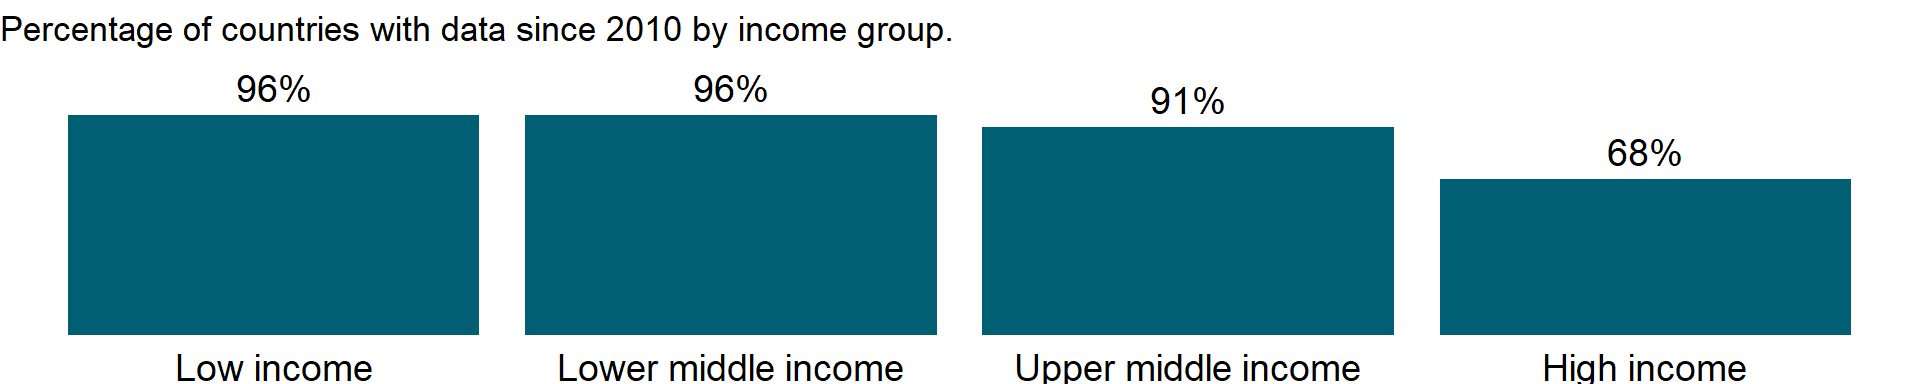 Percentage of countries with data since 2010 by income group.
96%
96%
91%
68%
Low income
Lower middle income
Upper middle income
High income